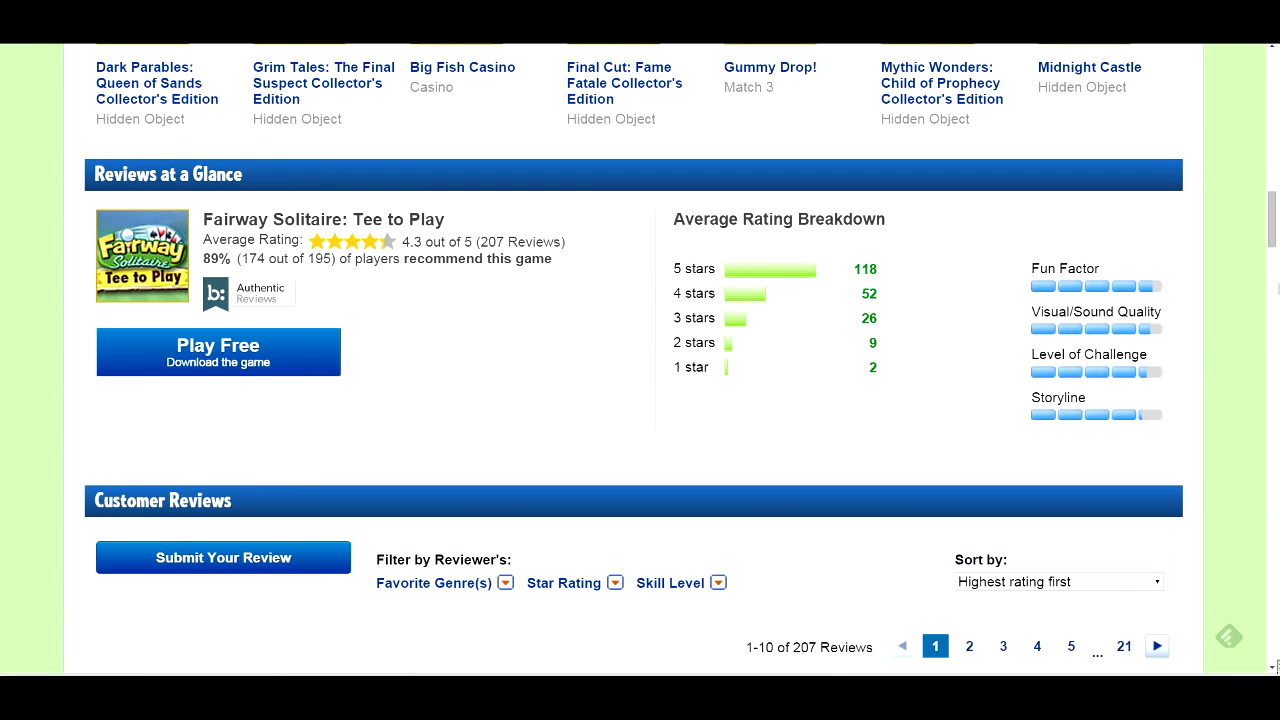 Dark Parables:
Queen of Sands
Collector's Edition
Hidden Object
Grim Tales: The Final
Suspect Collector's
Edition
Hidden Object
Big Fish Casino
Casino
Final Cut: Fame
Fatale Collector's
Edition
Hidden Object
Gummy Drop!
Match 3
Mythic Wonders:
Child of Prophecy
Collector's Edition
Hidden Object
Midnight Castle
Hidden Object
Reviews at a Glance
Fairway
Solitaire
Tee to Play
Fairway Solitaire: Tee to Play
Average Rating: 4.3 out of 5 (207 Reviews)
89% (174 out of 195) of players recommend this game
b: Authentic
Reviews
Play Free
Download the game
Average Rating Breakdown
5 stars 118
4 stars 52
3 stars 26
2 stars 9
1 star 2
Fun Factor
Visual/Sound Quality
Level of Challenge
Storyline
Customer Reviews
Submit Your Review
Filter by Reviewer's:
Favorite Genre(s) Star Rating Skill Level
Sort by:
Highest rating first
1-10 of 207 Reviews 1 2 3 4 5 ... 21